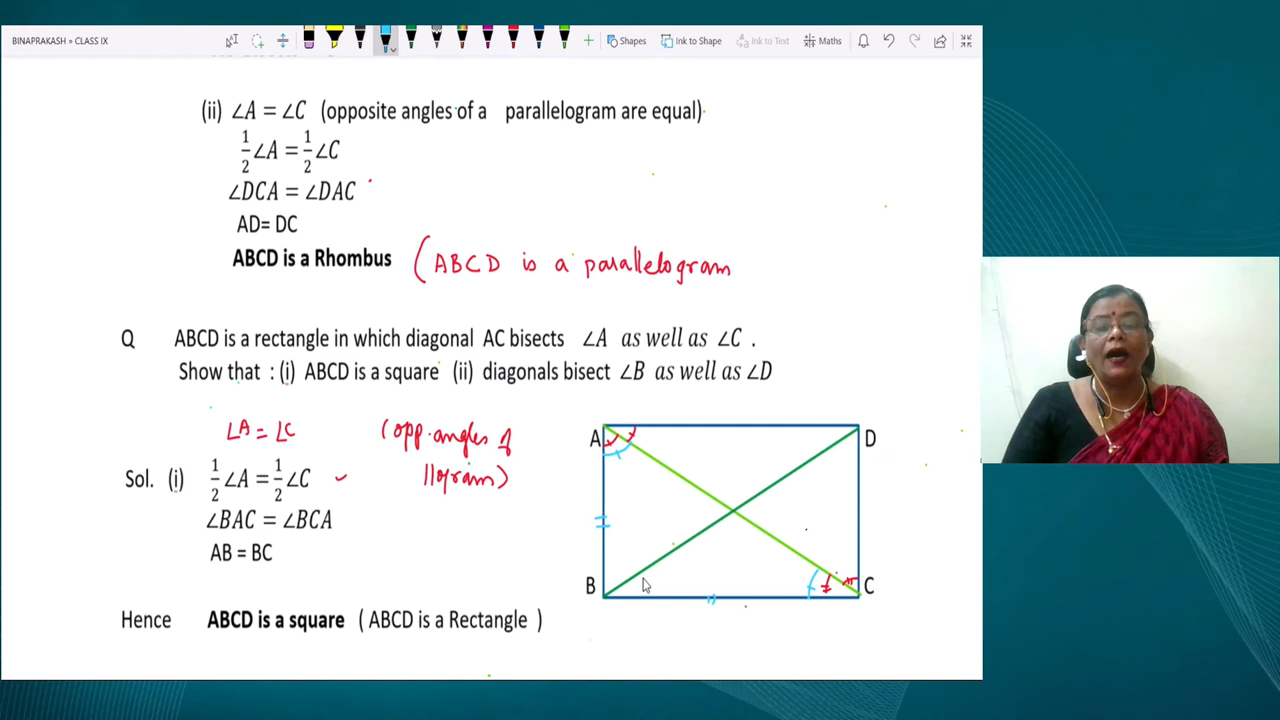 BINAPRAKASH » CLASS IX
Shapes Ink to Shape Ink to Text Maths
(ii) ∠A = ∠C (opposite angles of a parallelogram are equal)
1/2 ∠A = 1/2 ∠C
∠DCA = ∠DAC
AD= DC
ABCD is a Rhombus (ABCD is a parallelogram
Q ABCD is a rectangle in which diagonal AC bisects ∠A as well as ∠C .
Show that : (i) ABCD is a square (ii) diagonals bisect ∠B as well as ∠D
∠A = ∠C (opp. angles of
llogram)
Sol. (i) 1/2 ∠A = 1/2 ∠C
∠BAC = ∠BCA
AB = BC
Hence ABCD is a square ( ABCD is a Rectangle )
A D
B C